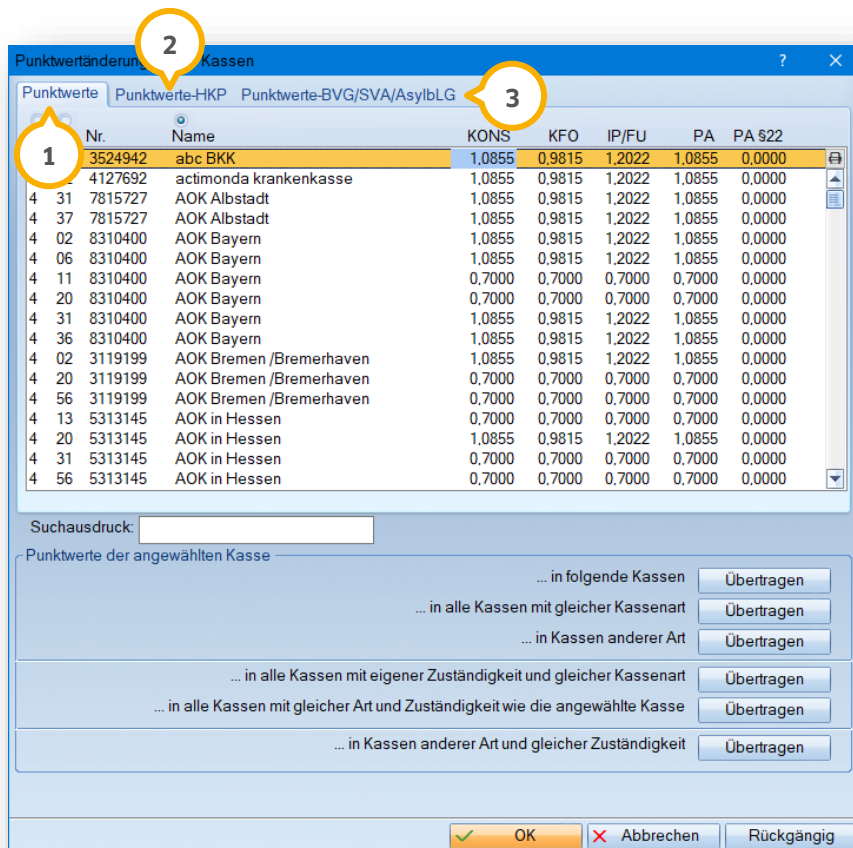 2
Punktwertänderung Kassen ?
Punktwerte Punktwerte-HKP Punktwerte-BVG/SVA/AsylbLG
3
1
Nr. Name KONS KFO IP/FU PA PA §22
3524942 abc BKK 1,0855 0,9815 1,2022 1,0855 0,0000
4127692 actimonda krankenkasse 1,0855 0,9815 1,2022 1,0855 0,0000
4 31 7815727 AOK Albstadt 1,0855 0,9815 1,2022 1,0855 0,0000
4 37 7815727 AOK Albstadt 1,0855 0,9815 1,2022 1,0855 0,0000
4 02 8310400 AOK Bayern 1,0855 0,9815 1,2022 1,0855 0,0000
4 06 8310400 AOK Bayern 1,0855 0,9815 1,2022 1,0855 0,0000
4 11 8310400 AOK Bayern 0,7000 0,7000 0,7000 0,7000 0,0000
4 20 8310400 AOK Bayern 0,7000 0,7000 0,7000 0,7000 0,0000
4 31 8310400 AOK Bayern 1,0855 0,9815 1,2022 1,0855 0,0000
4 36 8310400 AOK Bayern 1,0855 0,9815 1,2022 1,0855 0,0000
4 02 3119199 AOK Bremen /Bremerhaven 1,0855 0,9815 1,2022 1,0855 0,0000
4 20 3119199 AOK Bremen /Bremerhaven 0,7000 0,7000 0,7000 0,7000 0,0000
4 56 3119199 AOK Bremen /Bremerhaven 0,7000 0,7000 0,7000 0,7000 0,0000
4 13 5313145 AOK in Hessen 0,7000 0,7000 0,7000 0,7000 0,0000
4 20 5313145 AOK in Hessen 1,0855 0,9815 1,2022 1,0855 0,0000
4 31 5313145 AOK in Hessen 0,7000 0,7000 0,7000 0,7000 0,0000
4 56 5313145 AOK in Hessen 0,7000 0,7000 0,7000 0,7000 0,0000
Suchausdruck:
Punktwerte der angewählten Kasse
... in folgende Kassen Übertragen
... in alle Kassen mit gleicher Kassenart Übertragen
... in Kassen anderer Art Übertragen
... in alle Kassen mit eigener Zuständigkeit und gleicher Kassenart Übertragen
... in alle Kassen mit gleicher Art und Zuständigkeit wie die angewählte Kasse Übertragen
... in Kassen anderer Art und gleicher Zuständigkeit Übertragen
OK Abbrechen Rückgängig